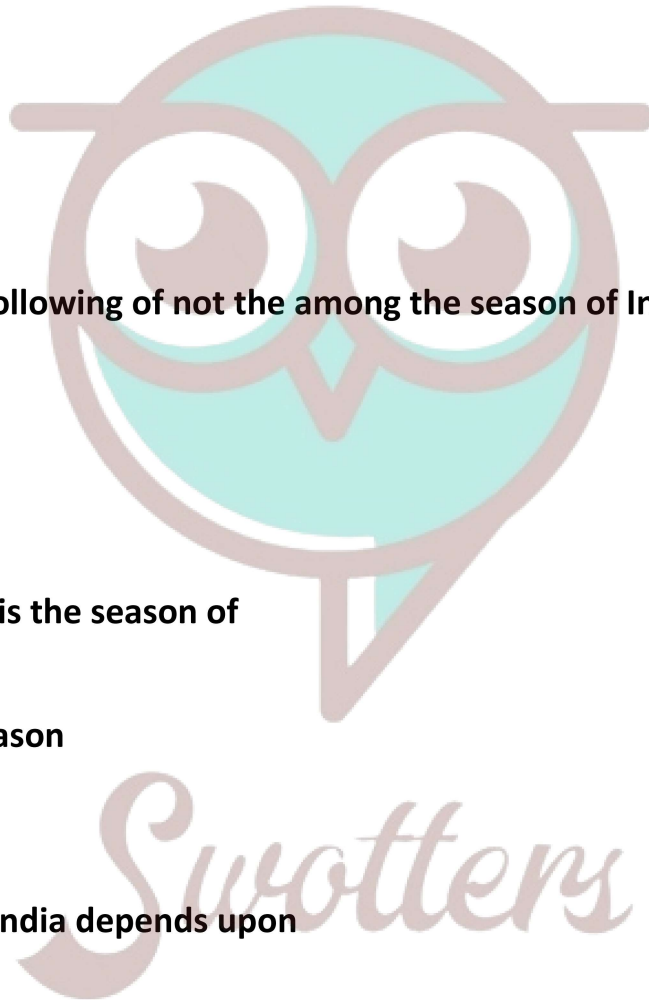 ollowing of not the among the season of In
is the season of
ason
Swotters
ndia depends upon